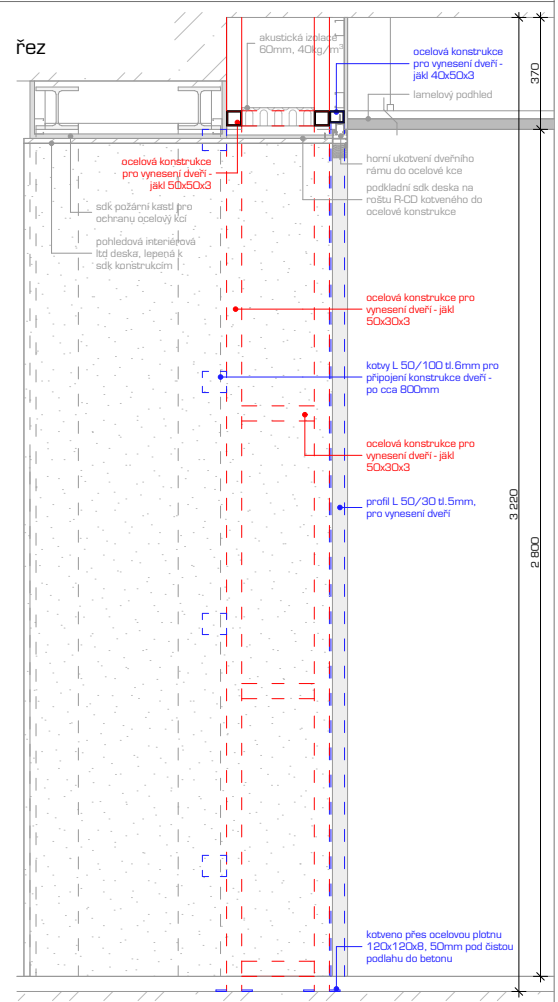 řez
akustická izolace
60mm, 40kg/m³
ocelová konstrukce
pro vynesení dveří -
jäkl 40x50x3
lamelový podhled
370
ocelová konstrukce
pro vynesení dveří -
jäkl 50x50x3
horní ukotvení dveřního
rámu do ocelové kce
podkladní sdk deska na
roštu R-CD kotveného do
ocelové konstrukce
sdk požární kastl pro
ochranu ocelový kcí
pohledová interiérová
ltd deska, lepená k
sdk konstrukcím
ocelová konstrukce pro
vynesení dveří - jäkl
50x30x3
kotvy L 50/100 tl.6mm pro
připojení konstrukce dveří -
po cca 800mm
ocelová konstrukce pro
vynesení dveří - jäkl
50x30x3
profil L 50/30 tl.5mm,
pro vynesení dveří
3 220
2 800
kotveno přes ocelovou plotnu
120x120x8, 50mm pod čistou
podlahu do betonu